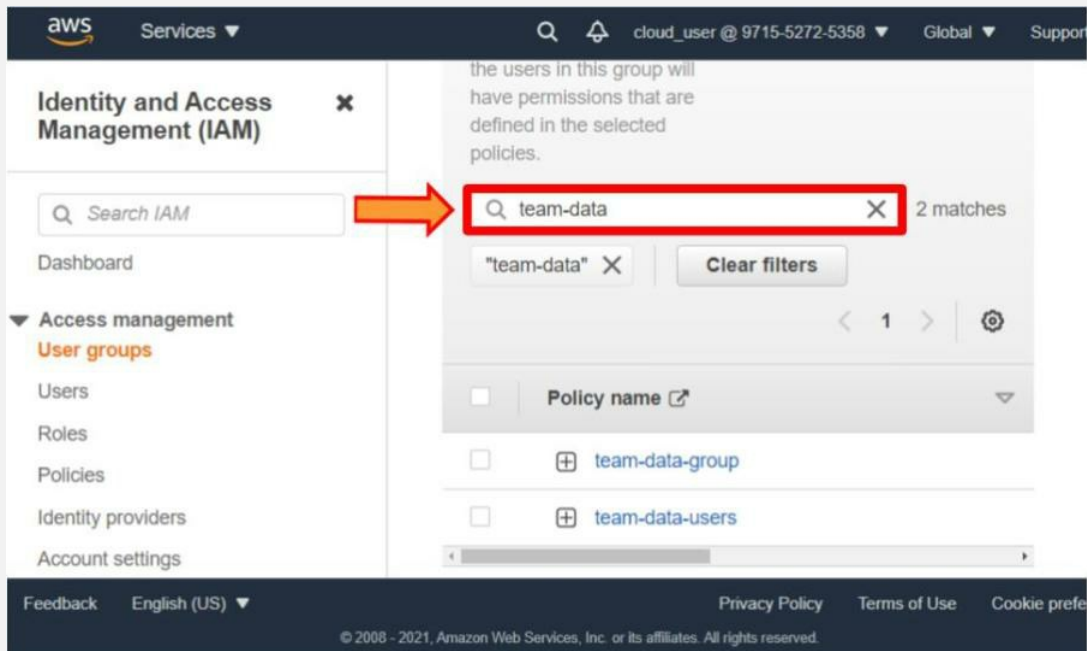 aws
Services ▼
cloud_user @ 9715-5272-5358 ▼
Global ▼
Support
Identity and Access
Management (IAM)
Search IAM
Dashboard
Access management
User groups
Users
Roles
Policies
Identity providers
Account settings
the users in this group will
have permissions that are
defined in the selected
policies.
team-data
2 matches
"team-data"
Clear filters
1
Policy name
team-data-group
team-data-users
Feedback
English (US) ▼
Privacy Policy
Terms of Use
Cookie prefe
© 2008 - 2021, Amazon Web Services, Inc. or its affiliates. All rights reserved.